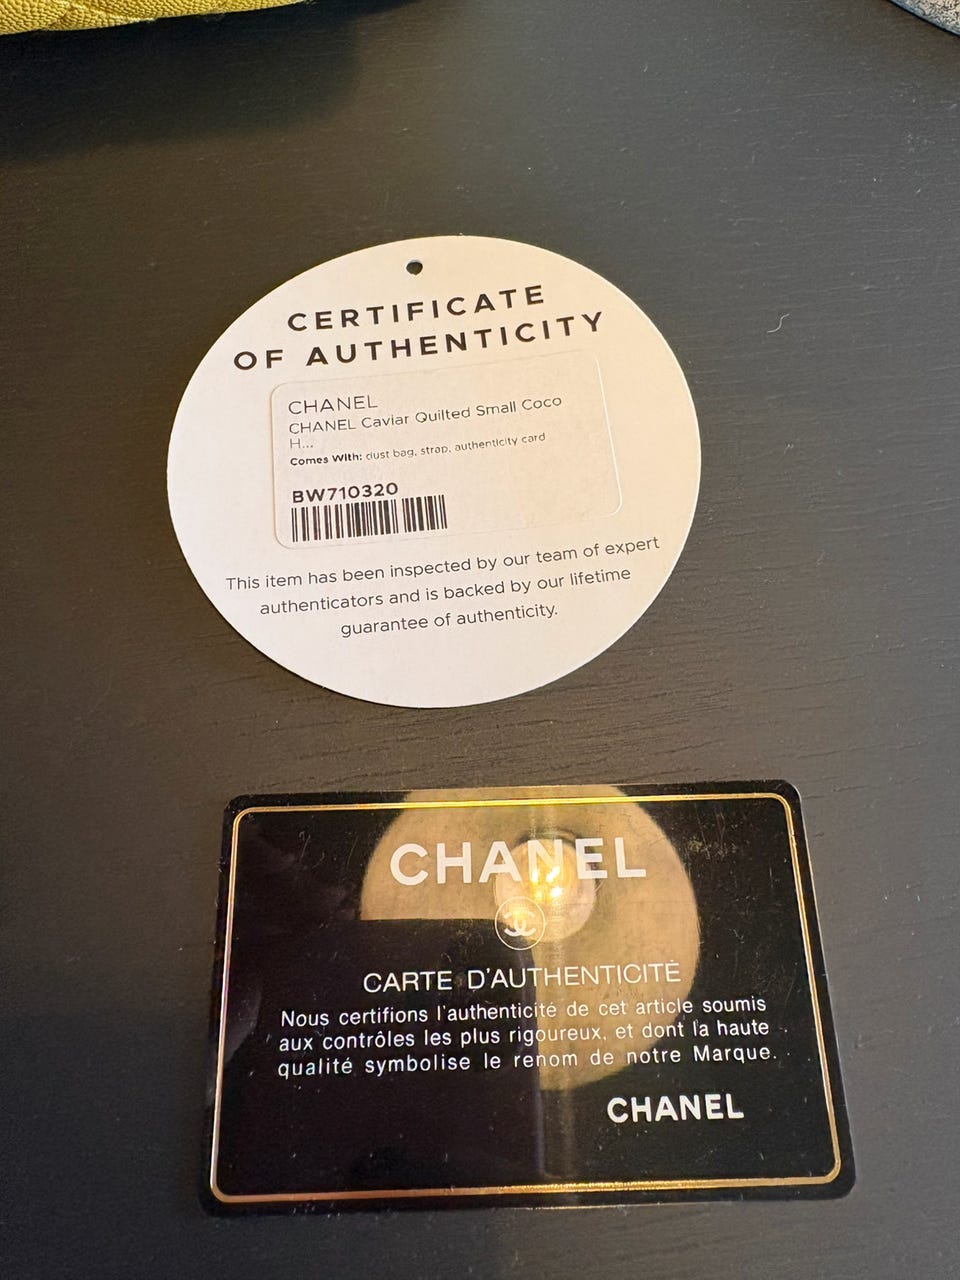 CERTIFICATE
OF AUTHENTICITY
CHANEL
CHANEL Caviar Quilted Small Coco
H...
Comes With: dust bag, strap, authenticity card
BW710320
This item has been inspected by our team of expert
authenticators and is backed by our lifetime
guarantee of authenticity.
CHANEL
CARTE D'AUTHENTICITÉ
Nous certifions l'authenticité de cet article soumis
aux contrôles les plus rigoureux, et dont la haute
qualité symbolise le renom de notre Marque.
CHANEL